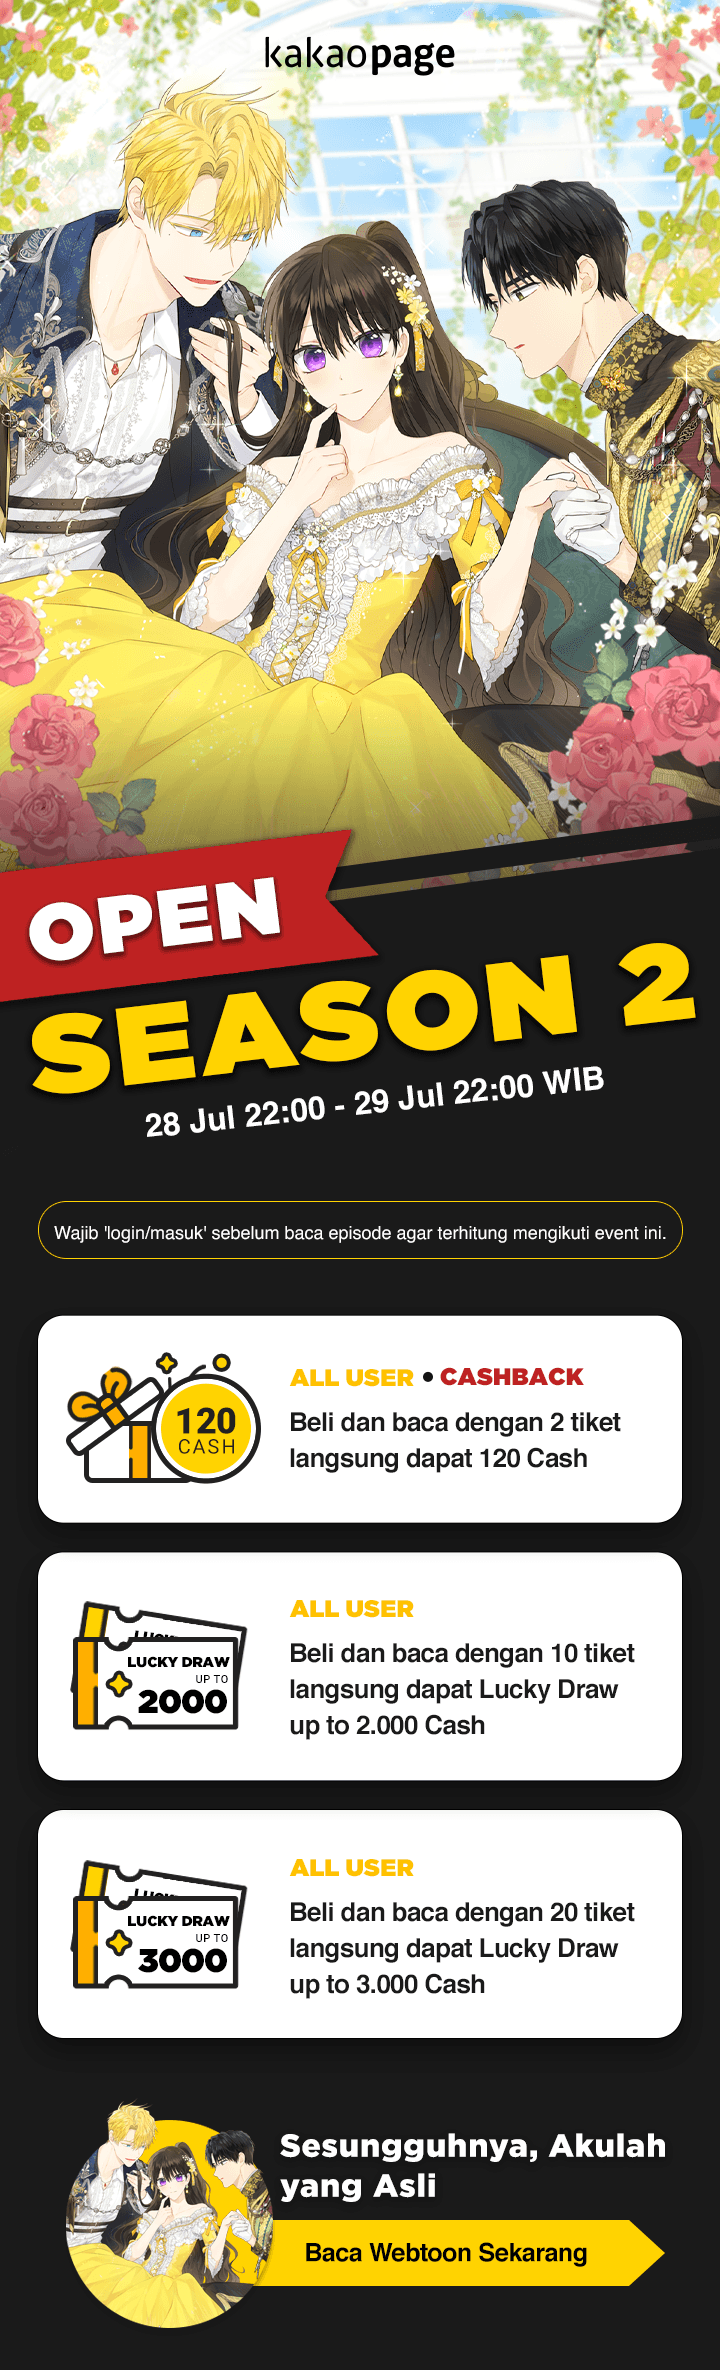 kakaopage
OPEN
SEASON 2
28 Jul 22:00 - 29 Jul 22:00 WIB
Wajib 'login/masuk' sebelum baca episode agar terhitung mengikuti event ini.
120
CASH
ALL USER • CASHBACK
Beli dan baca dengan 2 tiket
langsung dapat 120 Cash
LUCKY DRAW
UP TO
2000
ALL USER
Beli dan baca dengan 10 tiket
langsung dapat Lucky Draw
up to 2.000 Cash
LUCKY DRAW
UP TO
3000
ALL USER
Beli dan baca dengan 20 tiket
langsung dapat Lucky Draw
up to 3.000 Cash
Sesungguhnya, Akulah
yang Asli
Baca Webtoon Sekarang